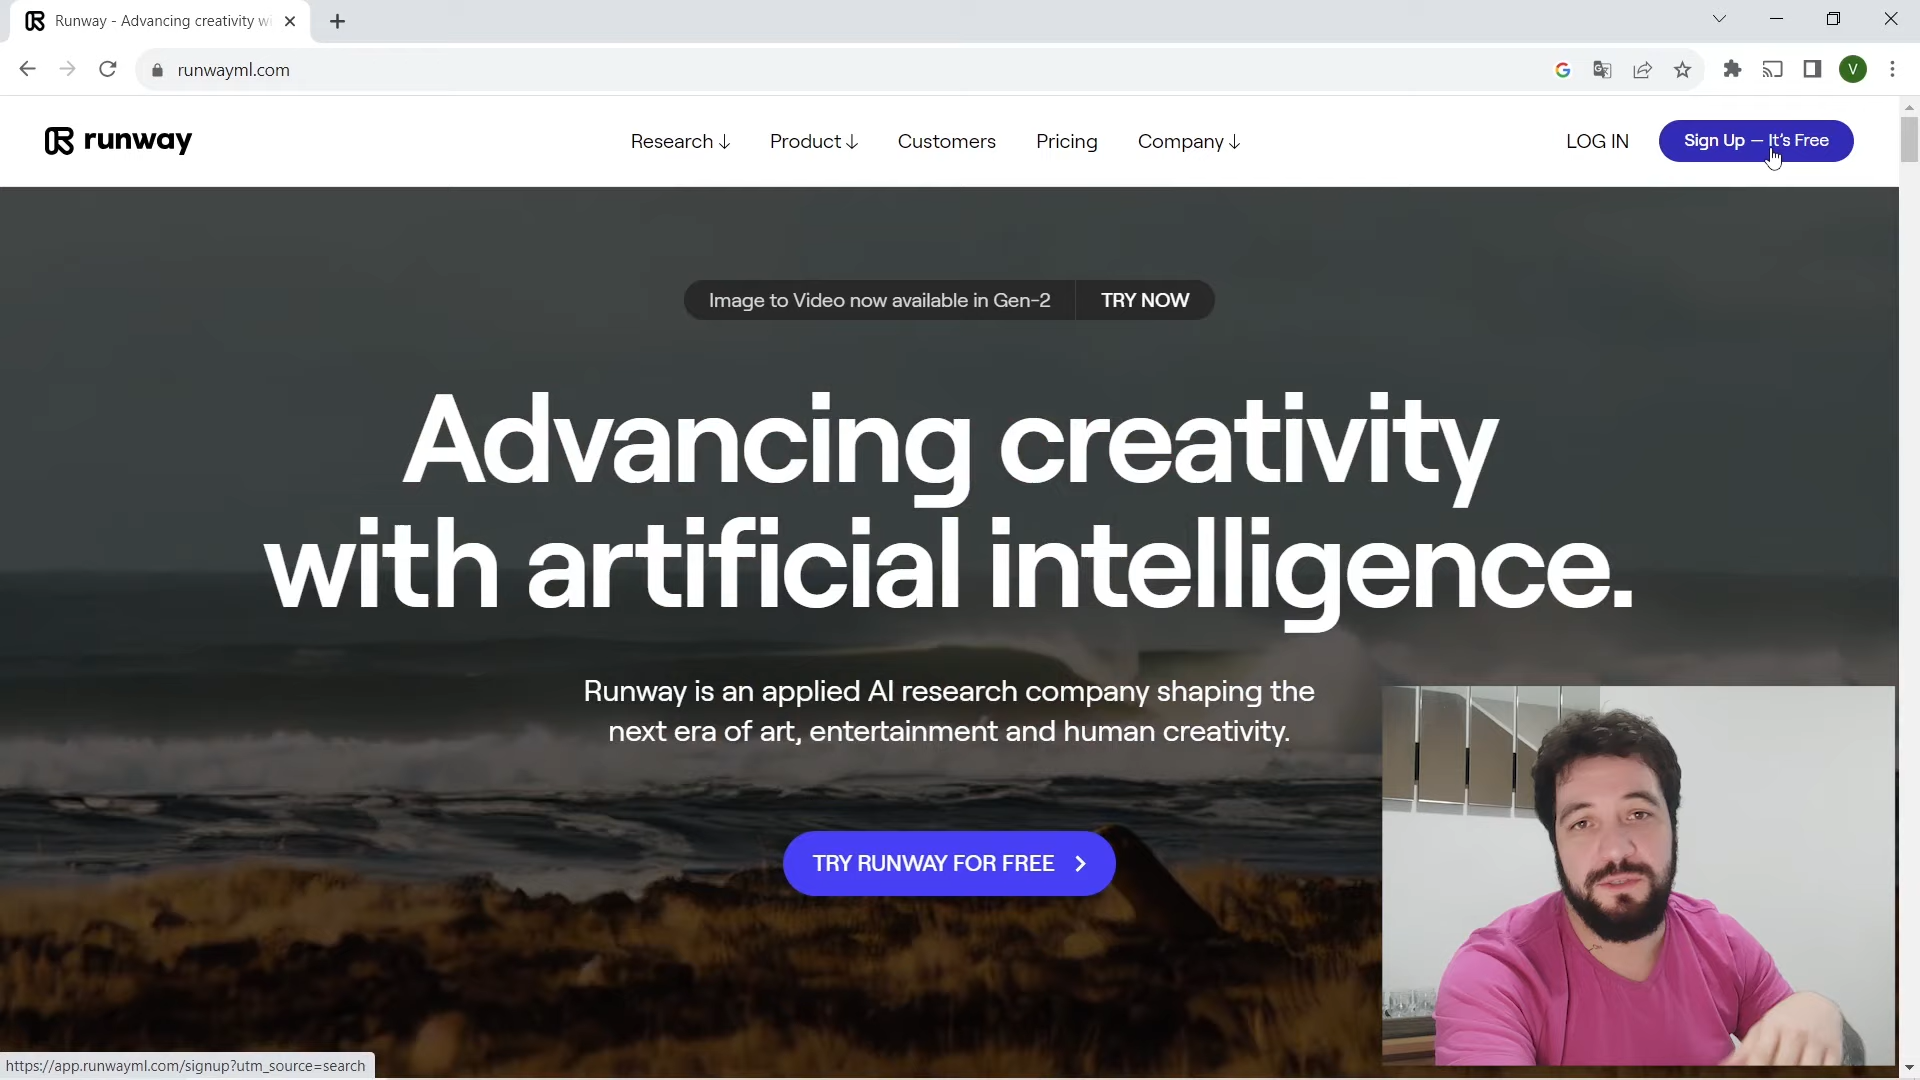 Runway - Advancing creativity wi
runwayml.com
V
runway
Research ↓
Product ↓
Customers
Pricing
Company ↓
LOG IN
Sign Up — It's Free
Image to Video now available in Gen-2
TRY NOW
Advancing creativity
with artificial intelligence.
Runway is an applied AI research company shaping the
next era of art, entertainment and human creativity.
TRY RUNWAY FOR FREE
https://app.runwayml.com/signup?utm_source=search